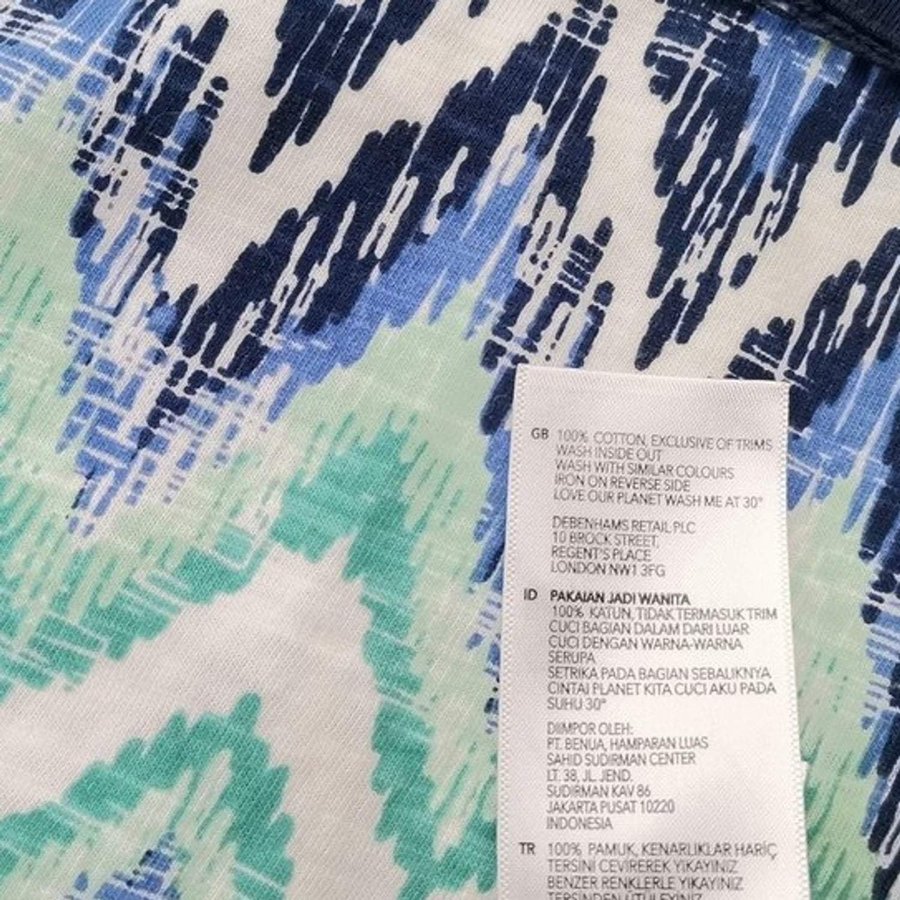 GB 100% COTTON, EXCLUSIVE OF TRIMS
WASH INSIDE OUT
WASH WITH SIMILAR COLOURS
IRON ON REVERSE SIDE
LOVE OUR PLANET WASH ME AT 30°
DEBENHAMS RETAIL PLC
10 BROCK STREET,
REGENT'S PLACE
LONDON NW1 3FG
ID PAKAIAN JADI WANITA
100% KATUN, TIDAK TERMASUK TRIM
CUCI BAGIAN DALAM DARI LUAR
CUCI DENGAN WARNA-WARNA
SERUPA
SETRIKA PADA BAGIAN SEBALIKNYA
CINTAI PLANET KITA CUCI AKU PADA
SUHU 30°
DIIMPOR OLEH:
PT. BENUA, HAMPARAN LUAS
SAHID SUDIRMAN CENTER
LT. 38, JL. JEND.
SUDIRMAN KAV 86
JAKARTA PUSAT 10220
INDONESIA
TR 100% PAMUK, KENARLIKLAR HARİÇ
TERSİNİ ÇEVİREREK YIKAYINIZ
BENZER RENKLERLE YIKAYINIZ
TERSİNDEN ÜTÜLEYİNİZ